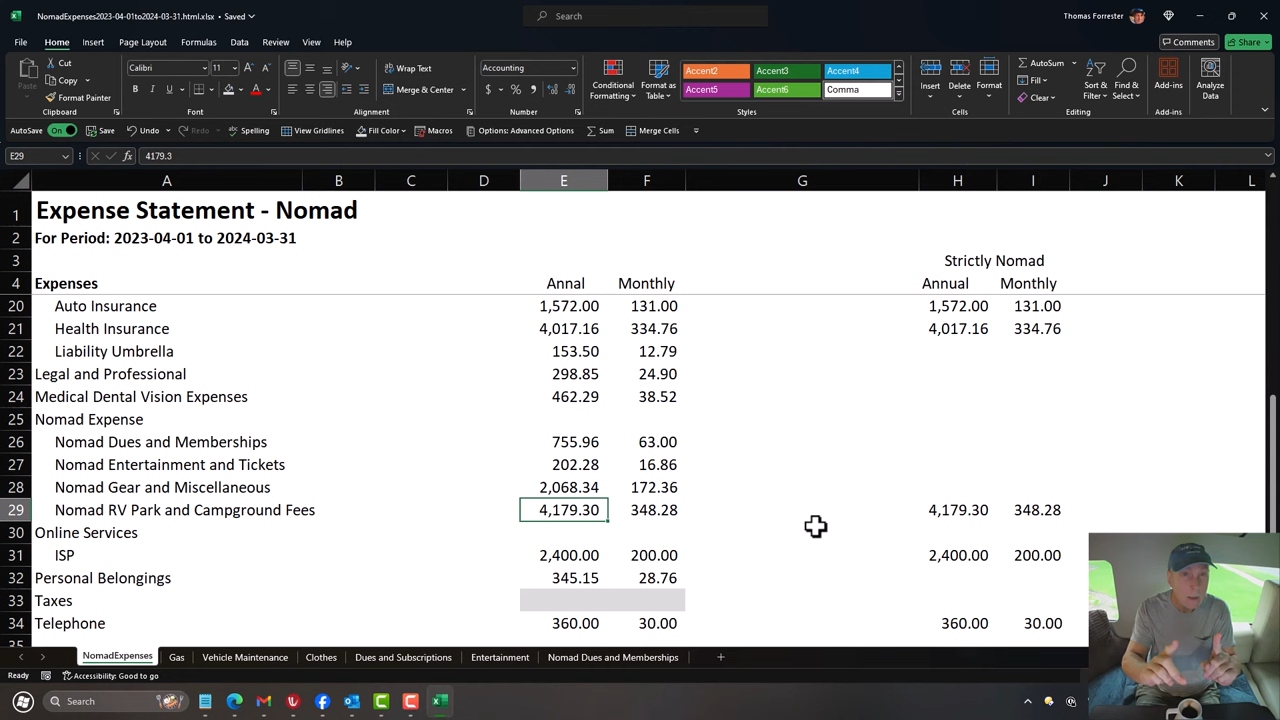 NomadExpenses2023-04-01to2024-03-31.html.xlsx • Saved
Search
Thomas Forrester
File Home Insert Page Layout Formulas Data Review View Help
Comments Share
Paste Cut Copy Format Painter
Calibri 11
B I U
Wrap Text
Merge & Center
Accounting
$ % ,
Conditional Formatting
Format as Table
Accent2 Accent3 Accent4
Accent5 Accent6 Comma
Insert Delete Format
AutoSum Fill Clear
Sort & Filter
Find & Select
Add-ins
Analyze Data
Clipboard Font Alignment Number Styles Cells Editing Add-ins
AutoSave On Save Undo Redo Spelling View Gridlines Fill Color Macros Options: Advanced Options Sum Merge Cells
E29 fx 4179.3
A B C D E F G H I J K L
1 Expense Statement - Nomad
2 For Period: 2023-04-01 to 2024-03-31
3 Strictly Nomad
4 Expenses Annal Monthly Annual Monthly
20 Auto Insurance 1,572.00 131.00 1,572.00 131.00
21 Health Insurance 4,017.16 334.76 4,017.16 334.76
22 Liability Umbrella 153.50 12.79
23 Legal and Professional 298.85 24.90
24 Medical Dental Vision Expenses 462.29 38.52
25 Nomad Expense
26 Nomad Dues and Memberships 755.96 63.00
27 Nomad Entertainment and Tickets 202.28 16.86
28 Nomad Gear and Miscellaneous 2,068.34 172.36
29 Nomad RV Park and Campground Fees 4,179.30 348.28 4,179.30 348.28
30 Online Services
31 ISP 2,400.00 200.00 2,400.00 200.00
32 Personal Belongings 345.15 28.76
33 Taxes
34 Telephone 360.00 30.00 360.00 30.00
35
NomadExpenses Gas Vehicle Maintenance Clothes Dues and Subscriptions Entertainment Nomad Dues and Memberships
Ready Accessibility: Good to go
Search